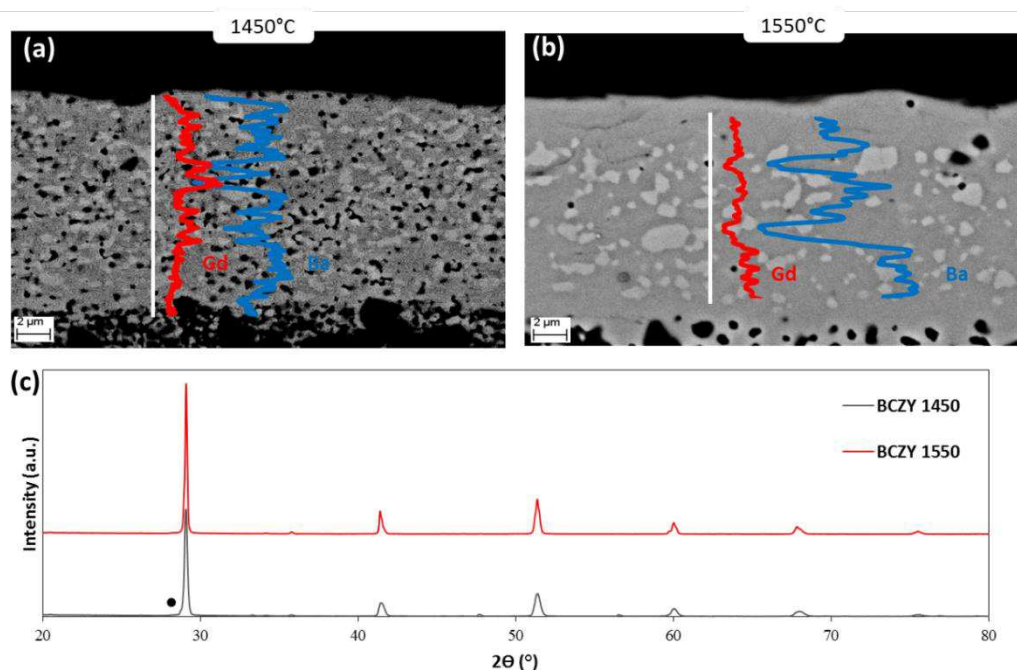 1450°C
1550°C
(a)
(b)
Gd
Ba
Gd
Ba
2 µm
2 µm
(c)
BCZY 1450
BCZY 1550
Intensity (a.u.)
20 30 40 50 60 70 80
2Θ (°)